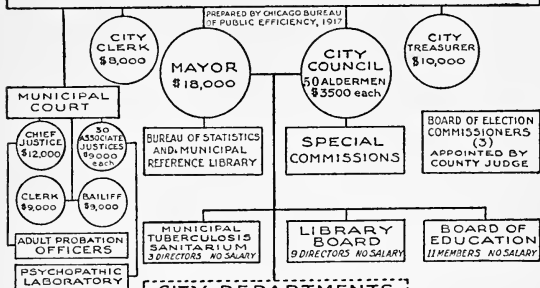 PREPARED BY CHICAGO BUREAU
OF PUBLIC EFFICIENCY, 1917
CITY
CLERK
$8,000
MAYOR
$18,000
CITY
COUNCIL
50 ALDERMEN
$3500 each
CITY
TREASURER
$10,000
MUNICIPAL
COURT
CHIEF
JUSTICE
$12,000
30
ASSOCIATE
JUSTICES
$9000
each
CLERK
$9,000
BAILIFF
$9,000
ADULT PROBATION
OFFICERS
PSYCHOPATHIC
LABORATORY
BUREAU OF STATISTICS
AND MUNICIPAL
REFERENCE LIBRARY
SPECIAL
COMMISSIONS
BOARD OF ELECTION
COMMISSIONERS
(3)
APPOINTED BY
COUNTY JUDGE
MUNICIPAL
TUBERCULOSIS
SANITARIUM
3 DIRECTORS NO SALARY
LIBRARY
BOARD
9 DIRECTORS NO SALARY
BOARD OF
EDUCATION
11 MEMBERS NO SALARY
CITY DEPARTMENTS